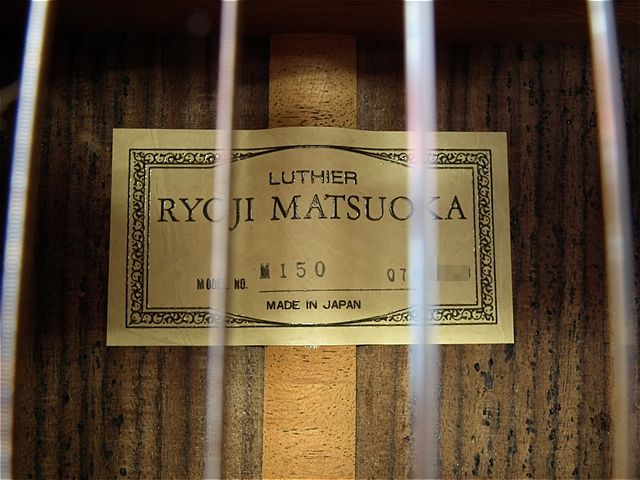 LUTHIER
RYOJI MATSUOKA
MODEL NO. M150
MADE IN JAPAN